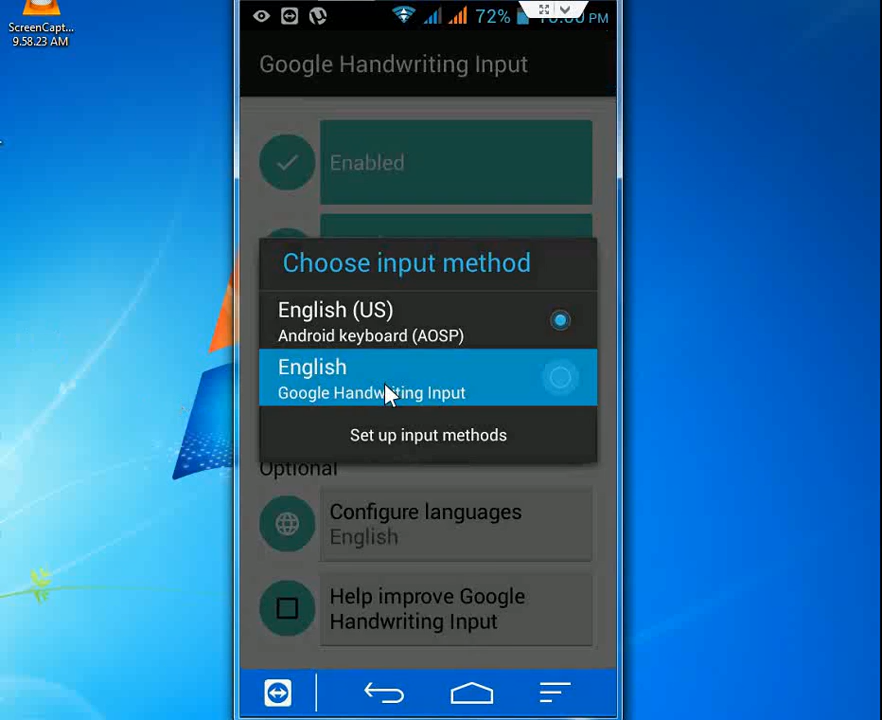 ScreenCapt...
9.58.23 AM
72%
PM
Google Handwriting Input
Enabled
Choose input method
English (US)
Android keyboard (AOSP)
English
Google Handwriting Input
Set up input methods
Optional
Configure languages
English
Help improve Google
Handwriting Input